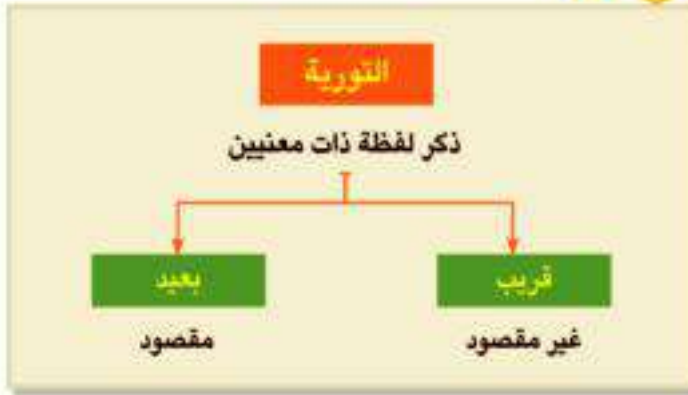 التورية
ذكر لفظة ذات معنيين
قريب
بعيد
غير مقصود
مقصود